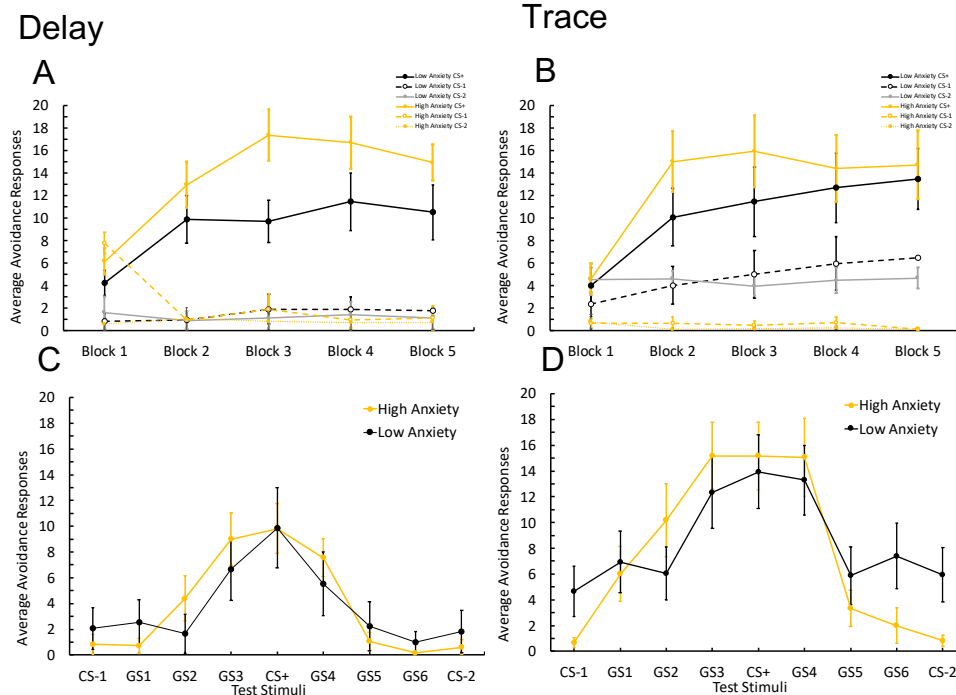 Delay
Trace
A
Low Anxiety CS+
Low Anxiety CS-1
Low Anxiety CS-2
High Anxiety CS+
High Anxiety CS-1
High Anxiety CS-2
Average Avoidance Responses
20
18
16
14
12
10
8
6
4
2
0
Block 1 Block 2 Block 3 Block 4 Block 5
B
Low Anxiety CS+
Low Anxiety CS-1
Low Anxiety CS-2
High Anxiety CS+
High Anxiety CS-1
High Anxiety CS-2
Average Avoidance Responses
20
18
16
14
12
10
8
6
4
2
0
Block 1 Block 2 Block 3 Block 4 Block 5
C
High Anxiety
Low Anxiety
Average Avoidance Responses
20
18
16
14
12
10
8
6
4
2
0
CS-1 GS1 GS2 GS3 CS+ GS4 GS5 GS6 CS-2
Test Stimuli
D
High Anxiety
Low Anxiety
Average Avoidance Responses
20
18
16
14
12
10
8
6
4
2
0
CS-1 GS1 GS2 GS3 CS+ GS4 GS5 GS6 CS-2
Test Stimuli